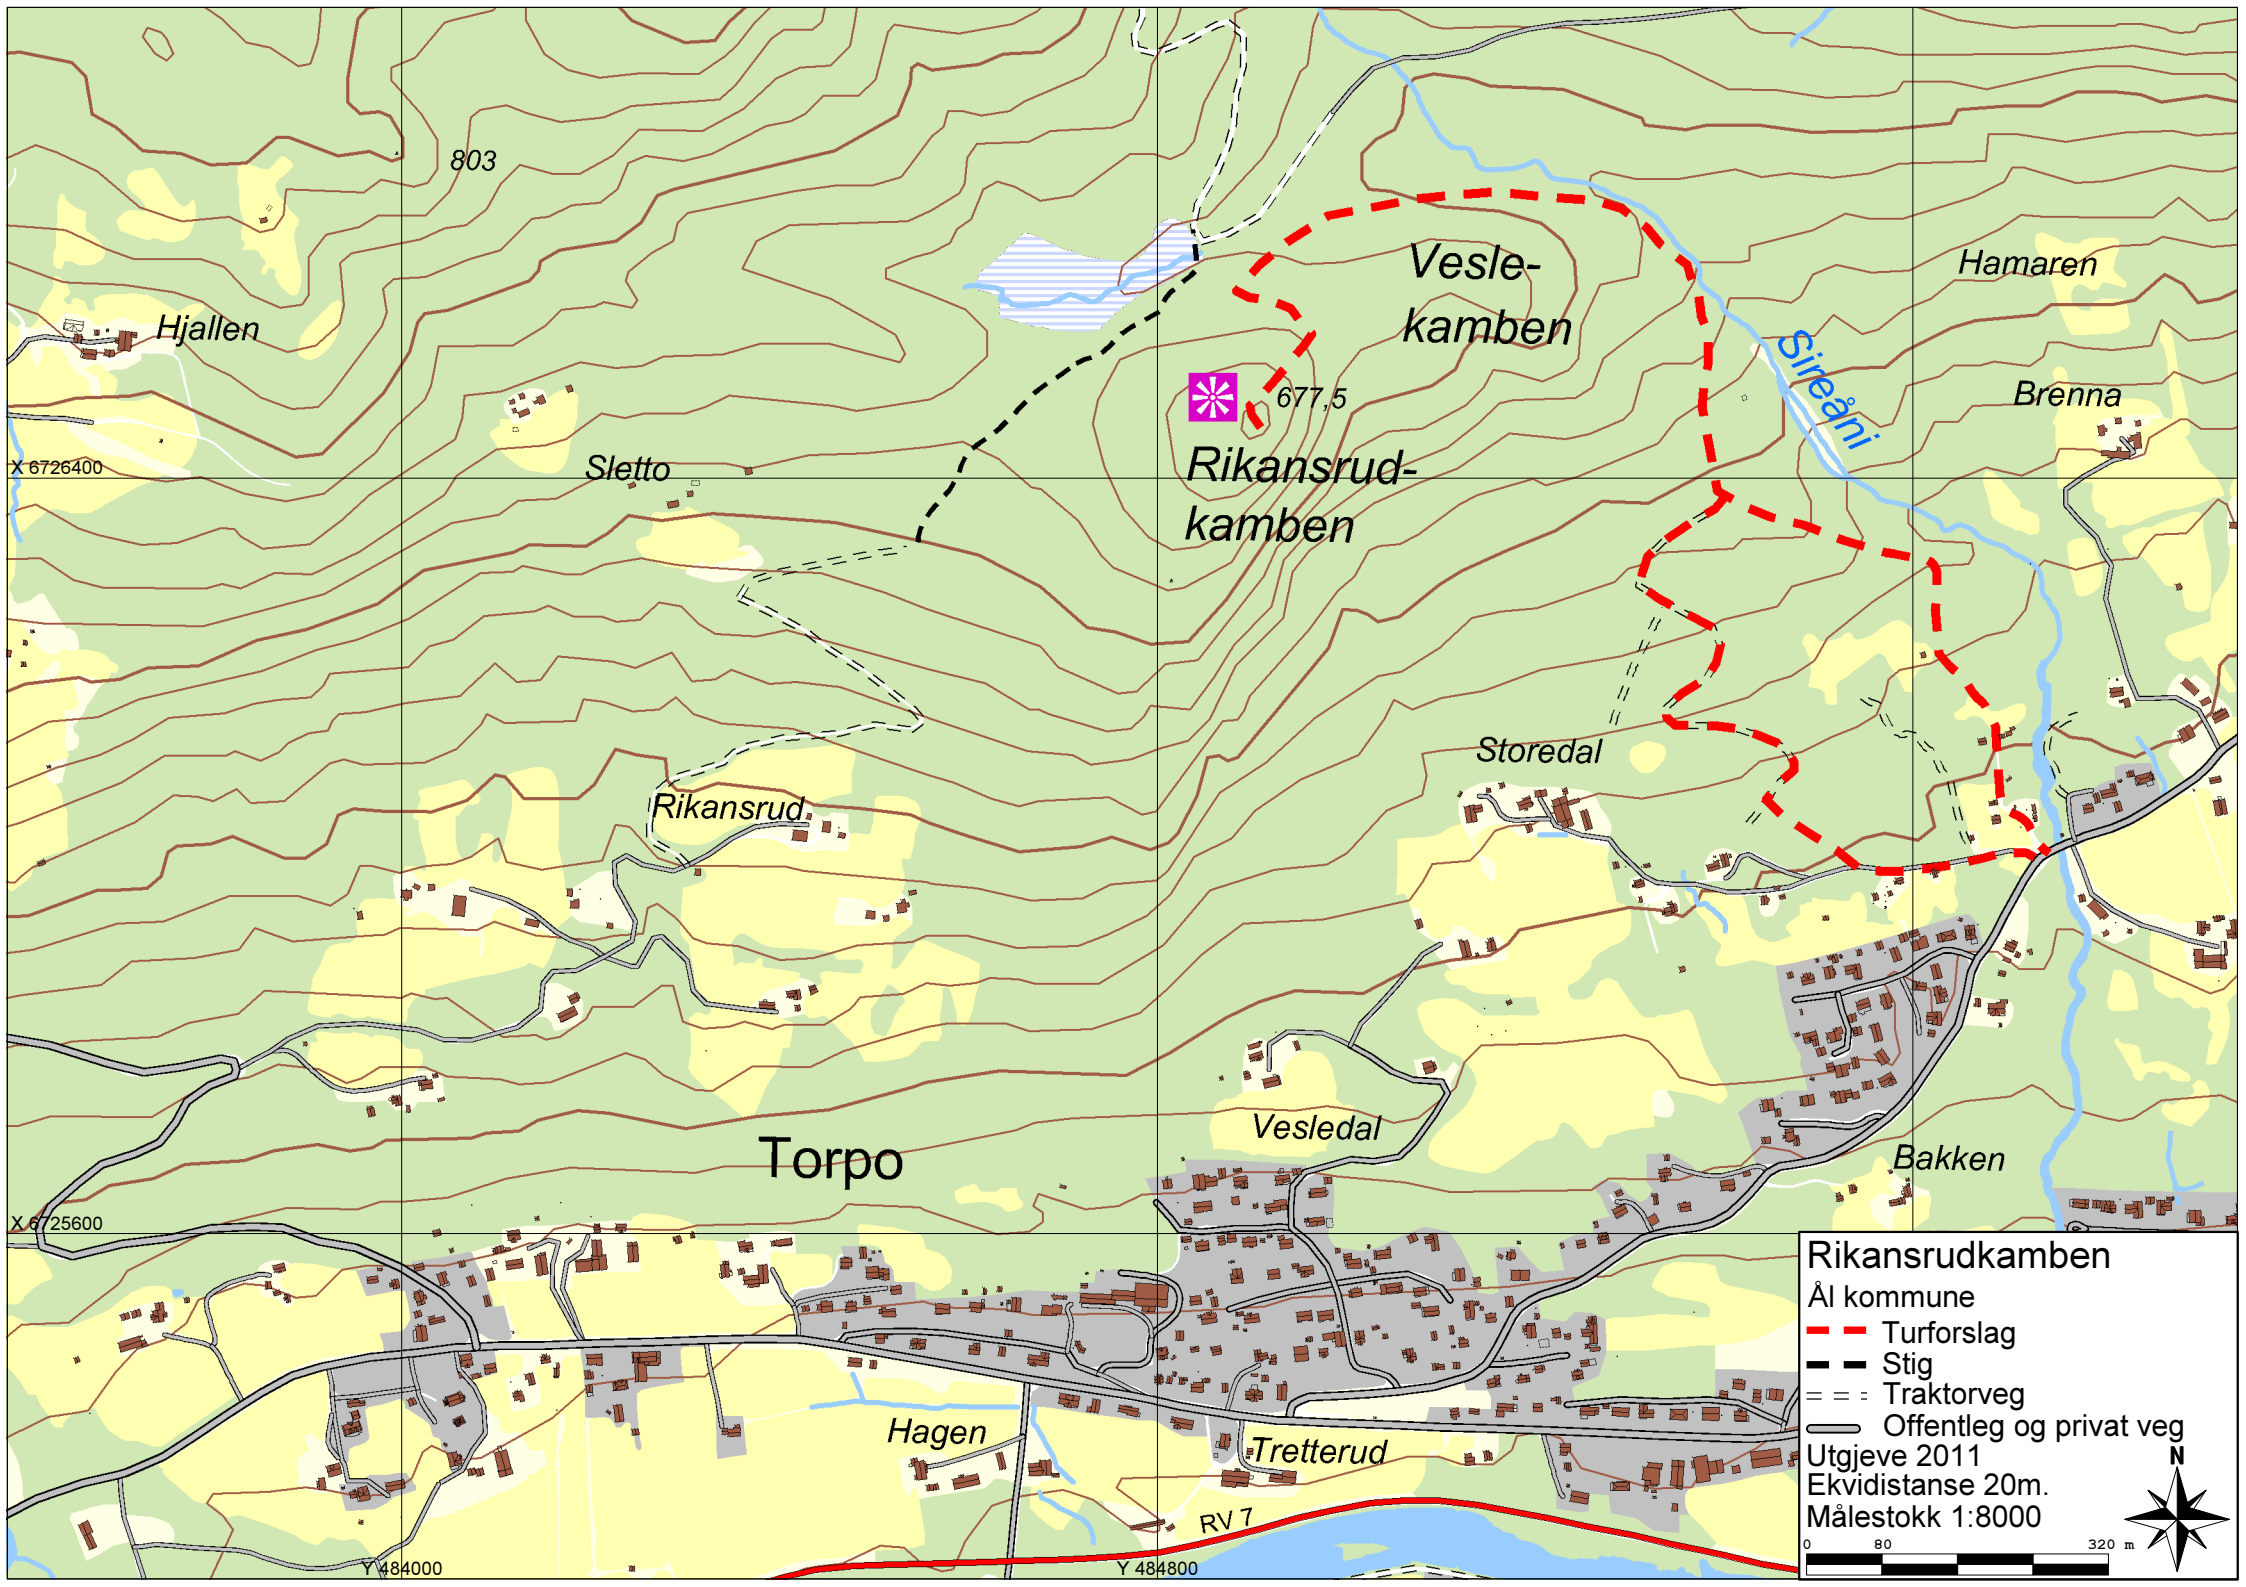 803
Vesle-
kamben
Hamaren
Hjallen
Sireåni
677,5
Brenna
X 6726400
Sletto
Rikansrud-
kamben
Storedal
Rikansrud
Vesledal
Torpo
Bakken
X 6725600
Hagen
Tretterud
RV 7
Y 484000
Y 484800
Rikansrudkamben
Ål kommune
Turforslag
Stig
Traktorveg
Offentleg og privat veg
Utgjeve 2011
N
Ekvidistanse 20m.
Målestokk 1:8000
0 80 320 m